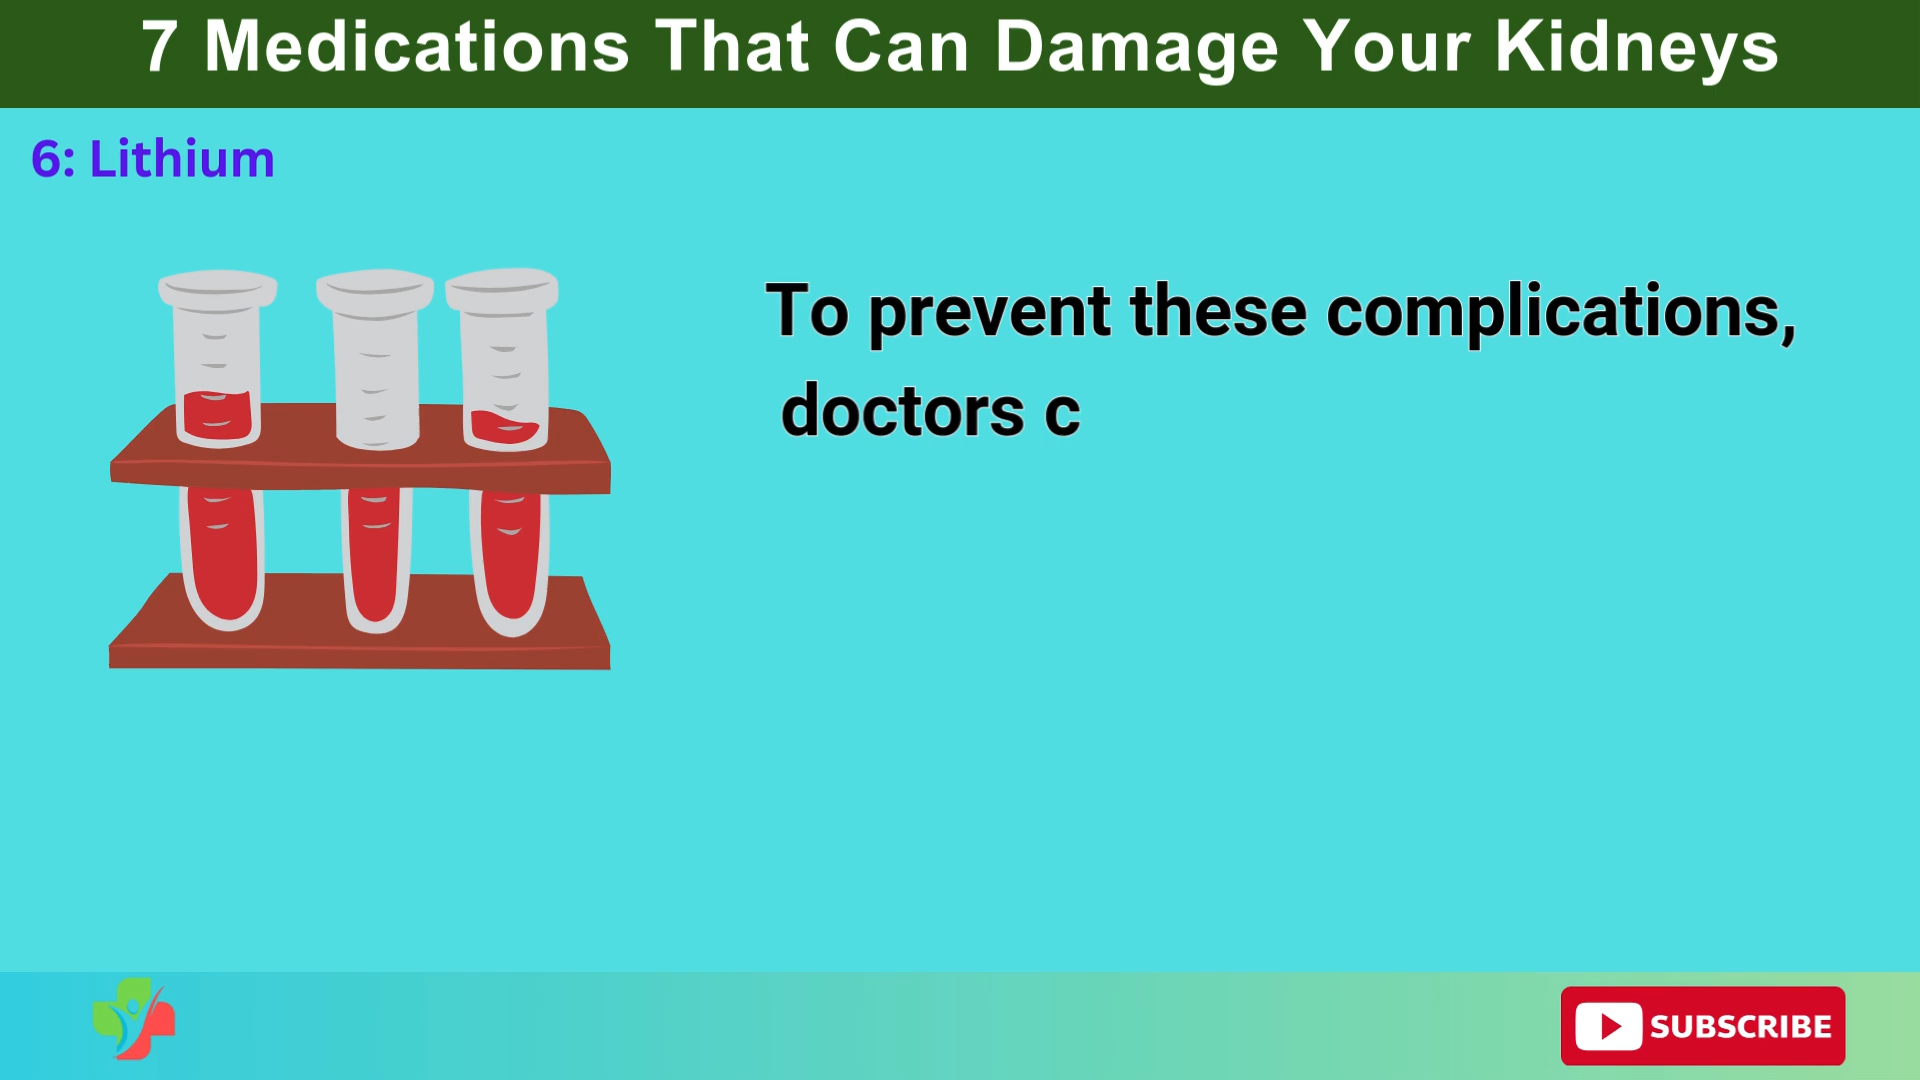 7 Medications That Can Damage Your Kidneys
6: Lithium
To prevent these complications,
doctors c
SUBSCRIBE